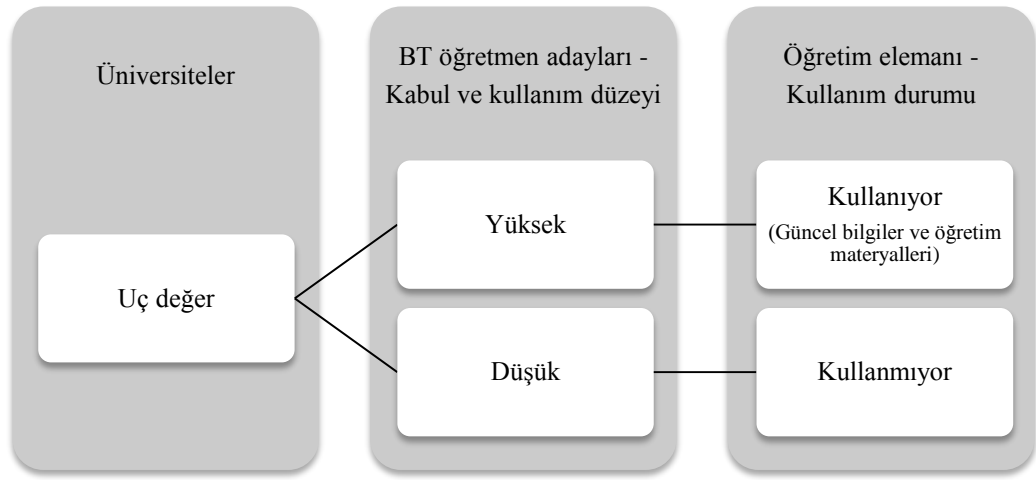 Üniversiteler
BT öğretmen adayları -
Kabul ve kullanım düzeyi
Öğretim elemanı -
Kullanım durumu
Uç değer
Yüksek
Düşük
Kullanıyor
(Güncel bilgiler ve öğretim
materyalleri)
Kullanmıyor